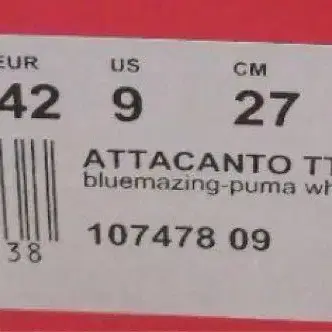 EUR US CM
42 9 27
ATTACANTO TT
bluemazing-puma wh
107478 09
38